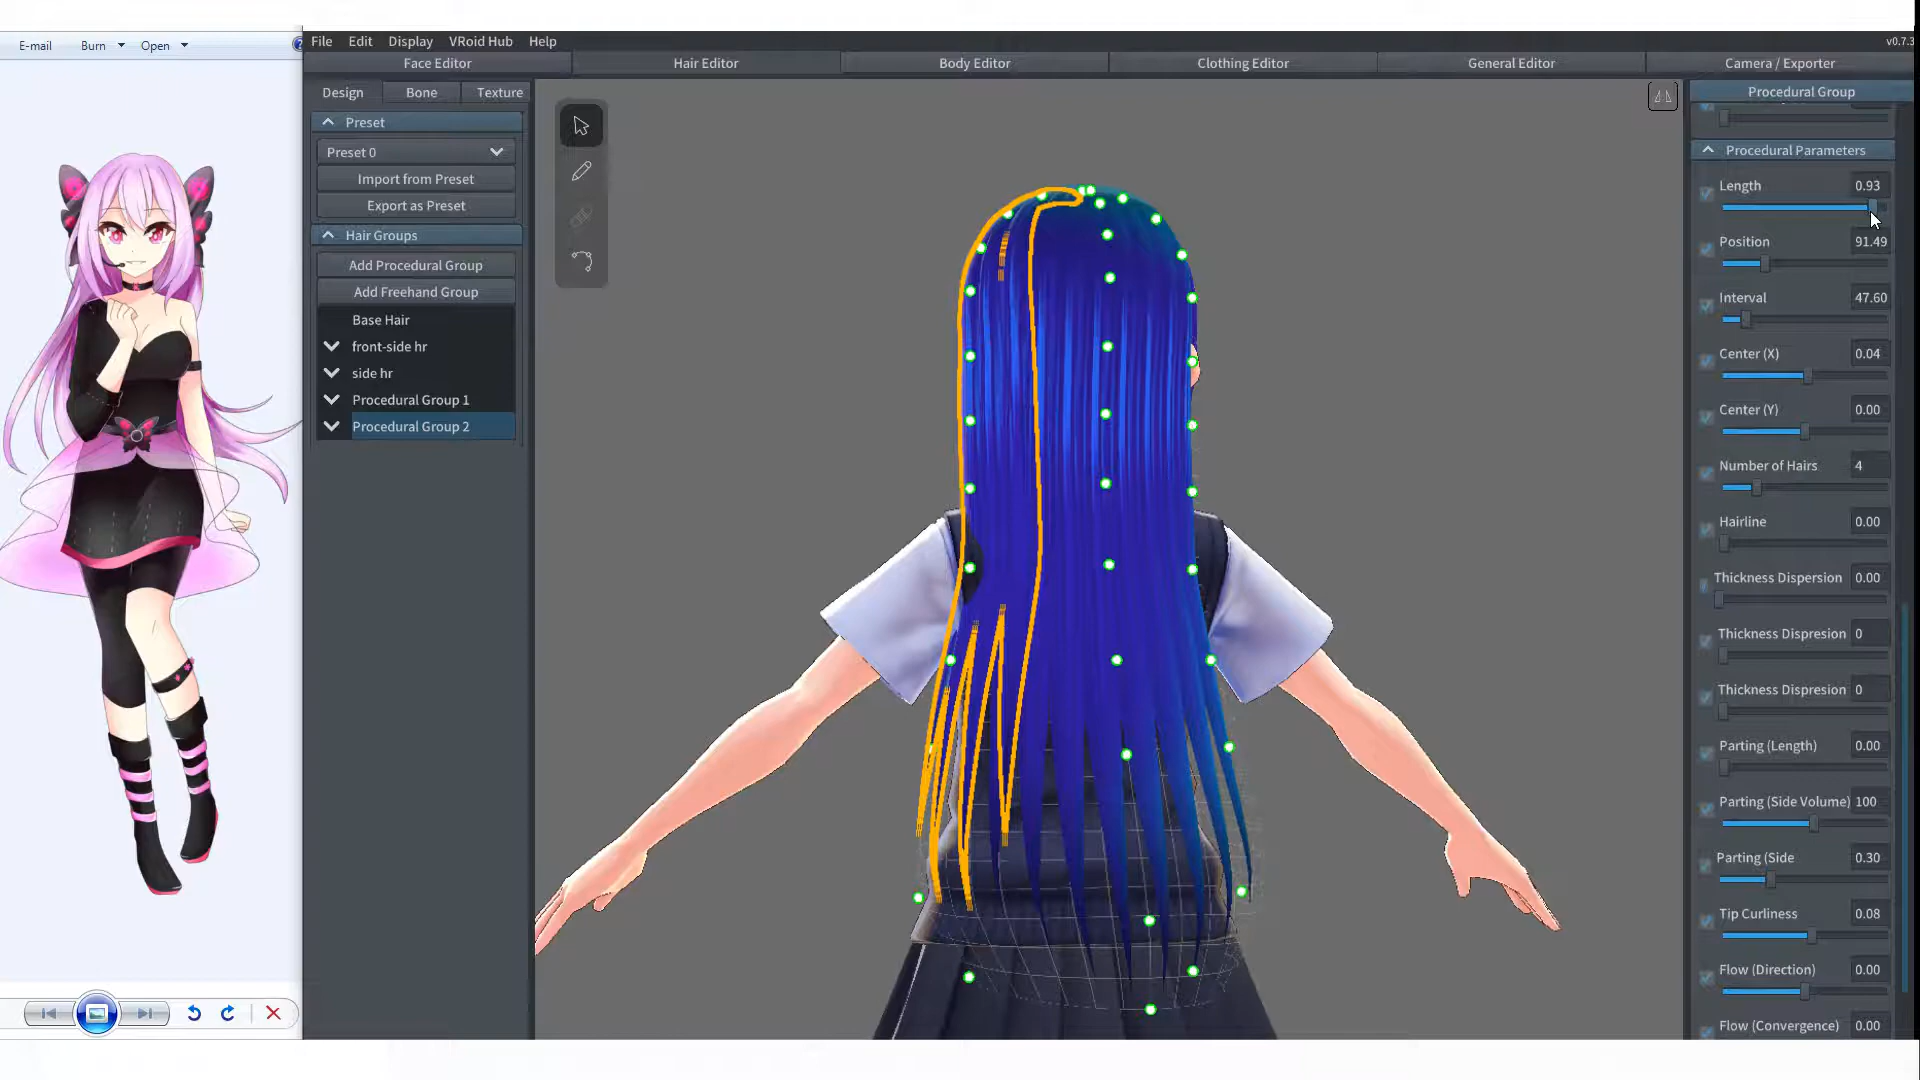 E-mail
Burn
Open
File
Edit
Display
VRoid Hub
Help
v0.7.3
Face Editor
Hair Editor
Body Editor
Clothing Editor
General Editor
Camera / Exporter
Design
Bone
Texture
Preset
Preset 0
Import from Preset
Export as Preset
Hair Groups
Add Procedural Group
Add Freehand Group
Base Hair
front-side hr
side hr
Procedural Group 1
Procedural Group 2
Procedural Group
Procedural Parameters
Length 0.93
Position 91.49
Interval 47.60
Center (X) 0.04
Center (Y) 0.00
Number of Hairs 4
Hairline 0.00
Thickness Dispersion 0.00
Thickness Dispresion 0
Thickness Dispresion 0
Parting (Length) 0.00
Parting (Side Volume) 100
Parting (Side 0.30
Tip Curliness 0.08
Flow (Direction) 0.00
Flow (Convergence) 0.00